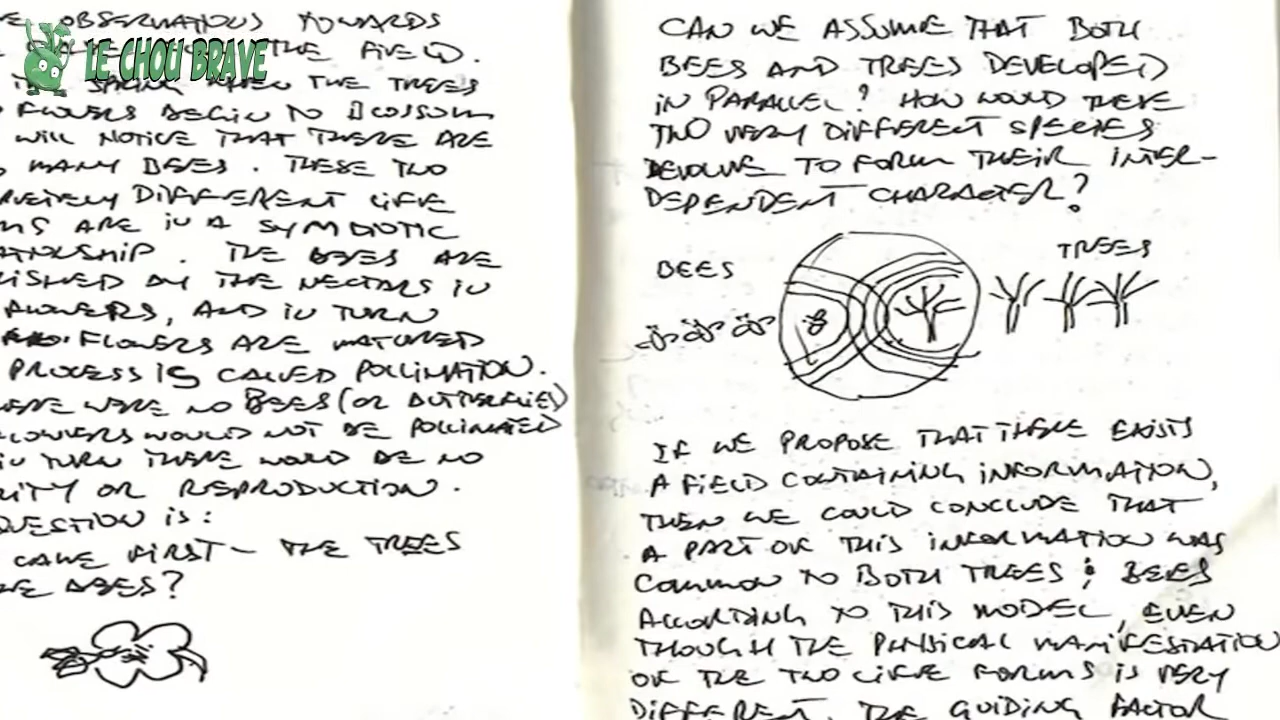 LE CHOU BRAVE
OBSERVATIONS TOWARDS
THE FIELD.
SPRING WHEN THE TREES
FLOWERS BEGIN TO BLOSSOM
WILL NOTICE THAT THERE ARE
MANY BEES. THESE TWO
DIFFERENT LIFE
ARE IN A SYMBIOTIC
THE BEES ARE
BY THE NECTARS IN
AND IN TURN
FLOWERS ARE MATURED
PROCESS IS CALLED POLLINATION.
WERE NO BEES (OR BUTTERFLIES)
WOULD NOT BE POLLINATED
IN TURN THERE WOULD BE NO
OR REPRODUCTION.
IS:
CAME FIRST - THE TREES
BEES?
CAN WE ASSUME THAT BOTH
BEES AND TREES DEVELOPED
IN PARALLEL? HOW WOULD THESE
TWO VERY DIFFERENT SPECIES
EVOLVE TO FORM THEIR INTER-
DEPENDENT CHARACTER?
BEES
TREES
IF WE PROPOSE THAT THERE EXISTS
A FIELD CONTAINING INFORMATION,
THEN WE COULD CONCLUDE THAT
A PART OF THIS INFORMATION WAS
COMMON TO BOTH TREES & BEES
ACCORDING TO THIS MODEL, EVEN
THOUGH THE PHYSICAL MANIFESTATION
OF THE TWO LIFE FORMS IS VERY
DIFFERENT, THE GUIDING FACTOR